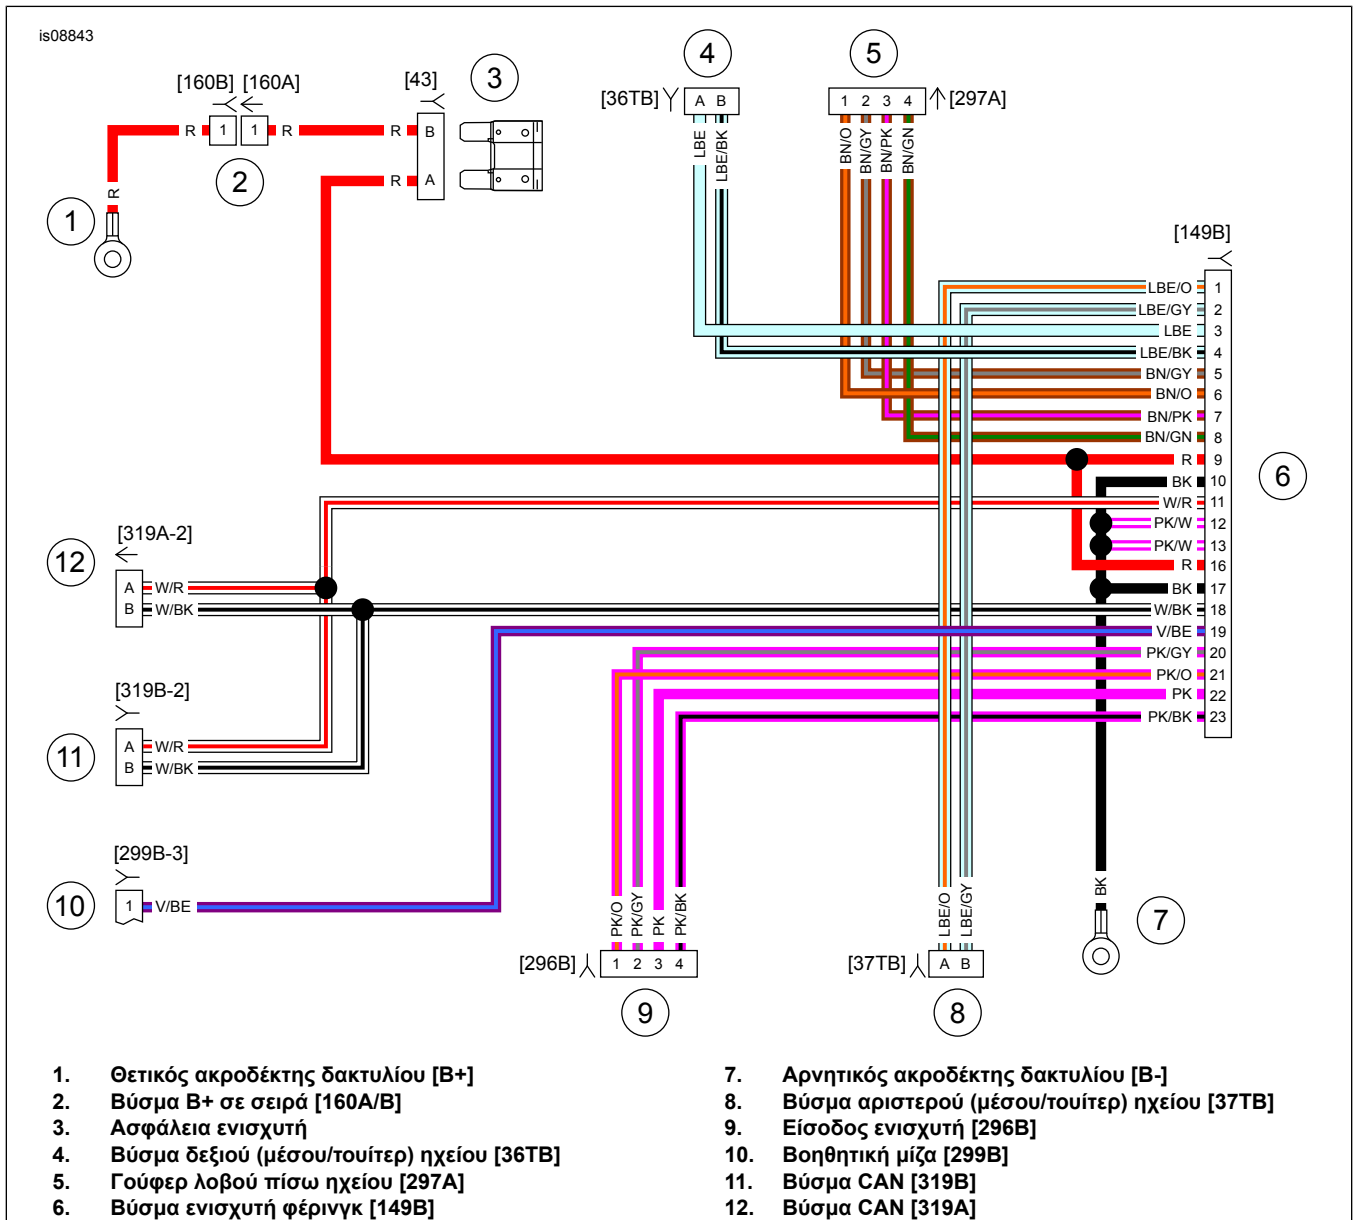 is08843
[160B] [160A]
[43]
3
4
5
[36TB]
A B
1 2 3 4
[297A]
R 1 1 R
R B
R A
2
1
R
LBE
LBE/BK
BN/O
BN/GY
BN/PK
BN/GN
[149B]
LBE/O 1
LBE/GY 2
LBE 3
LBE/BK 4
BN/GY 5
BN/O 6
BN/PK 7
BN/GN 8
R 9
BK 10
W/R 11
PK/W 12
PK/W 13
R 16
BK 17
W/BK 18
V/BE 19
PK/GY 20
PK/O 21
PK 22
PK/BK 23
6
[319A-2]
12
A W/R
B W/BK
[319B-2]
11
A W/R
B W/BK
[299B-3]
10
1 V/BE
PK/O
PK/GY
PK
PK/BK
LBE/O
LBE/GY
BK
7
[296B]
1 2 3 4
[37TB]
A B
9
8
1. Θετικός ακροδέκτης δακτυλίου [B+]
2. Βύσμα B+ σε σειρά [160A/B]
3. Ασφάλεια ενισχυτή
4. Βύσμα δεξιού (μέσου/τουίτερ) ηχείου [36TB]
5. Γούφερ λοβού πίσω ηχείου [297A]
6. Βύσμα ενισχυτή φέρινγκ [149B]
7. Αρνητικός ακροδέκτης δακτυλίου [B-]
8. Βύσμα αριστερού (μέσου/τουίτερ) ηχείου [37TB]
9. Είσοδος ενισχυτή [296B]
10. Βοηθητική μίζα [299B]
11. Βύσμα CAN [319B]
12. Βύσμα CAN [319A]